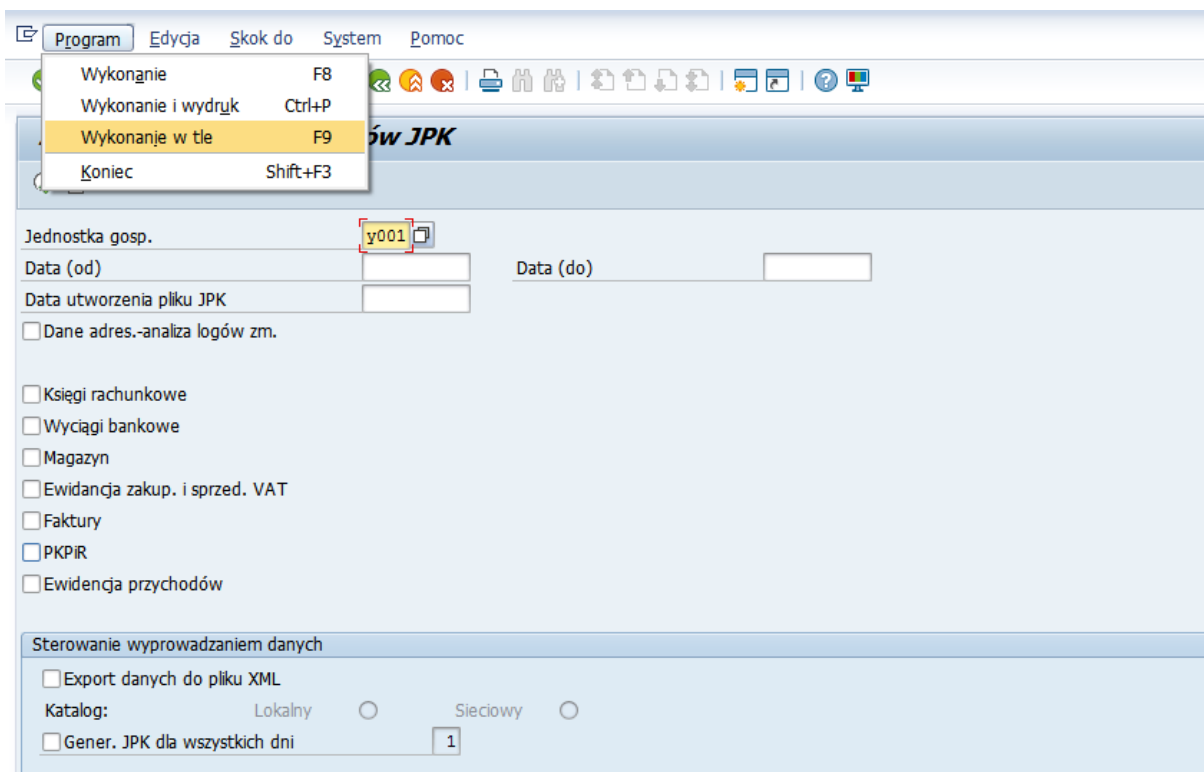 Program Edycja Skok do System Pomoc
Wykonanie F8
Wykonanie i wydruk Ctrl+P
Wykonanie w tle F9
ów JPK
Koniec Shift+F3
Jednostka gosp. y001
Data (od) Data (do)
Data utworzenia pliku JPK
Dane adres.-analiza logów zm.
Księgi rachunkowe
Wyciągi bankowe
Magazyn
Ewidancja zakup. i sprzed. VAT
Faktury
PKPiR
Ewidencja przychodów
Sterowanie wyprowadzaniem danych
Export danych do pliku XML
Katalog: Lokalny Sieciowy
Gener. JPK dla wszystkich dni 1